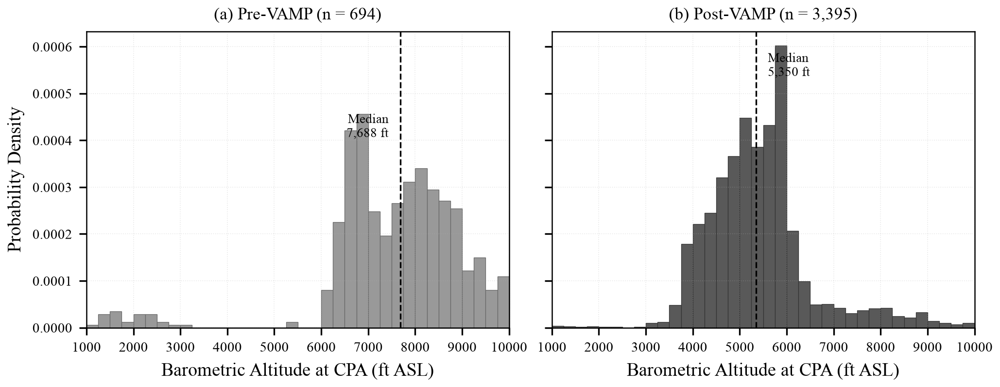 (a) Pre-VAMP (n = 694)
Probability Density
0.0006
0.0005
0.0004
0.0003
0.0002
0.0001
0.0000
Median
7,688 ft
1000 2000 3000 4000 5000 6000 7000 8000 9000 10000
Barometric Altitude at CPA (ft ASL)
(b) Post-VAMP (n = 3,395)
Median
5,350 ft
1000 2000 3000 4000 5000 6000 7000 8000 9000 10000
Barometric Altitude at CPA (ft ASL)